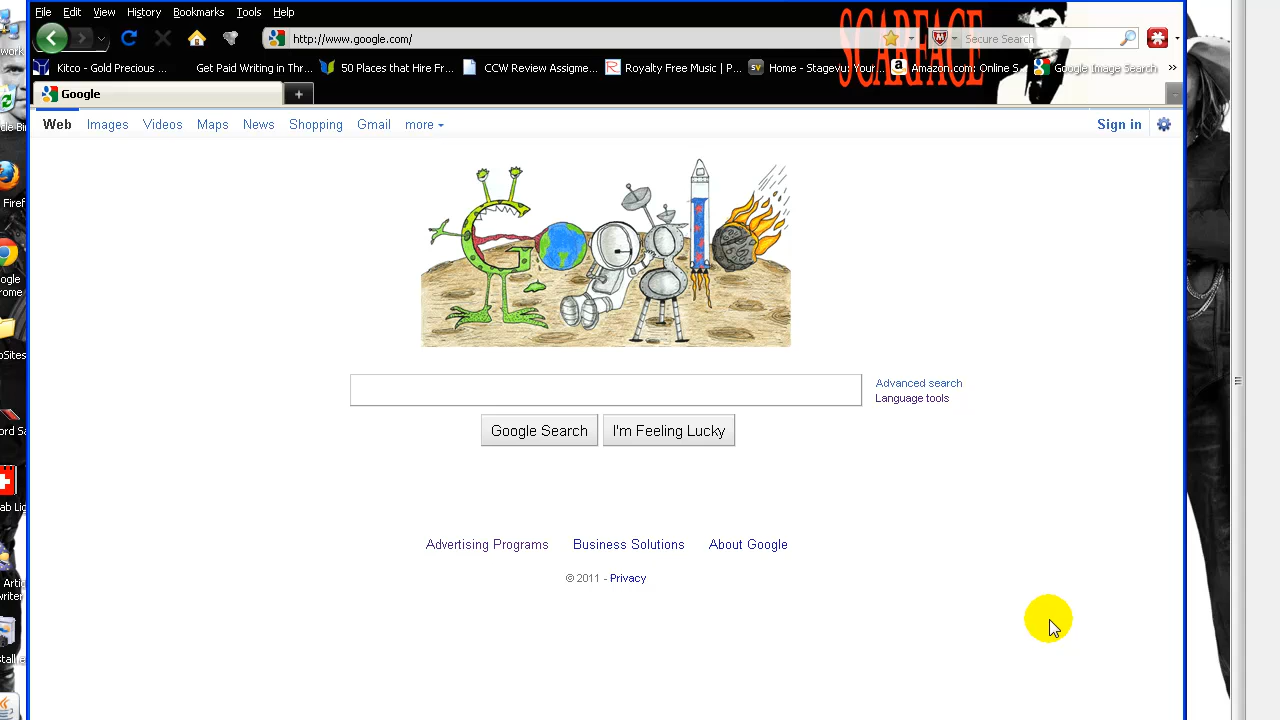 File Edit View History Bookmarks Tools Help
SCARFACE
http://www.google.com/ Secure Search
Kitco - Gold Precious ... Get Paid Writing in Thr... 50 Places that Hire Fr... CCW Review Assigne... Royalty Free Music | P... Home - Stagevu: Your... Amazon.com: Online S... Google Image Search »
Google
Web Images Videos Maps News Shopping Gmail more Sign in
Advanced search
Language tools
Google Search I'm Feeling Lucky
Advertising Programs Business Solutions About Google
© 2011 - Privacy